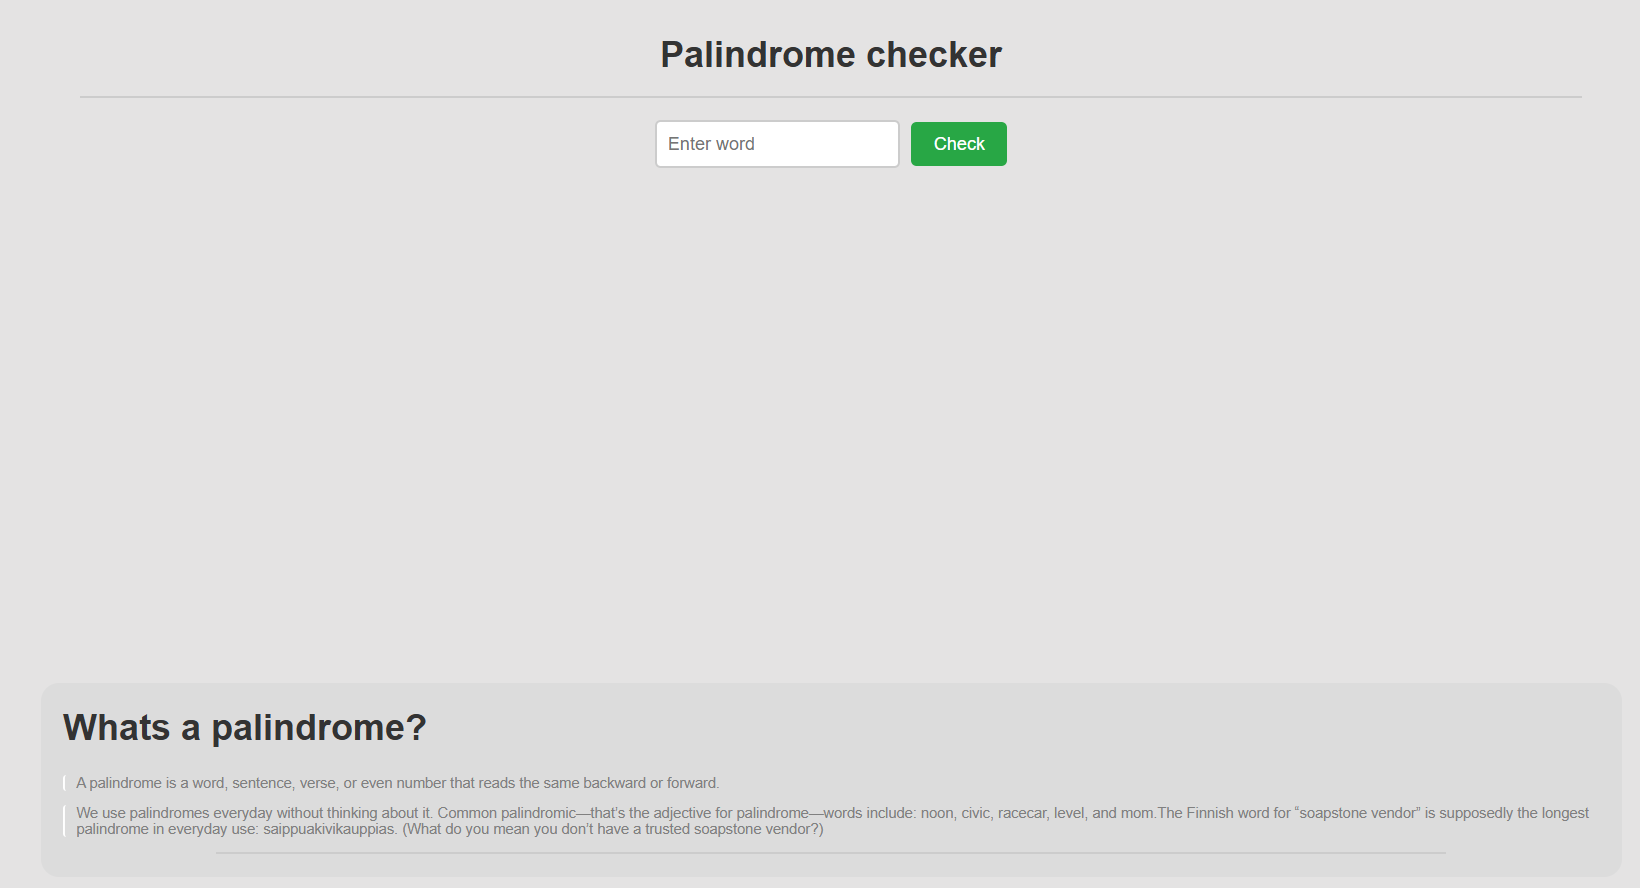 Palindrome checker
Enter word
Check
Whats a palindrome?
A palindrome is a word, sentence, verse, or even number that reads the same backward or forward.
We use palindromes everyday without thinking about it. Common palindromic—that’s the adjective for palindrome—words include: noon, civic, racecar, level, and mom.The Finnish word for “soapstone vendor” is supposedly the longest
palindrome in everyday use: saippuakivikauppias. (What do you mean you don’t have a trusted soapstone vendor?)